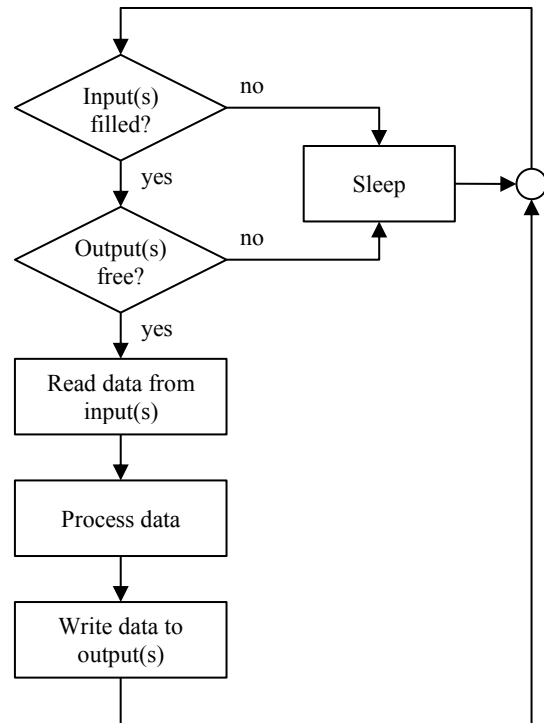 Input(s)
filled?
no
yes
Sleep
Output(s)
free?
no
yes
Read data from
input(s)
Process data
Write data to
output(s)